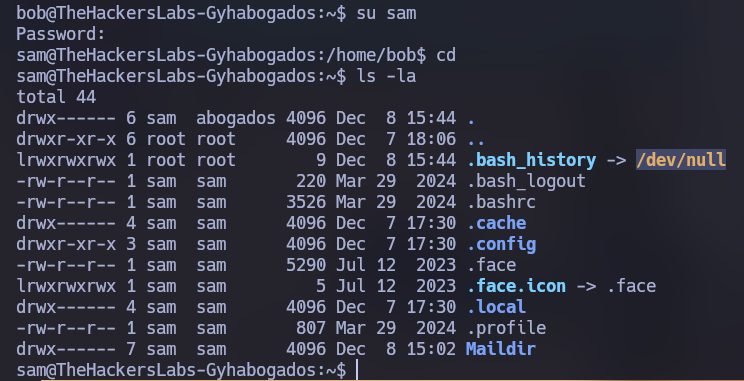 bob@TheHackersLabs-Gyhabogados:~$ su sam
Password:
sam@TheHackersLabs-Gyhabogados:/home/bob$ cd
sam@TheHackersLabs-Gyhabogados:~$ ls -la
total 44
drwx------ 6 sam  abogados 4096 Dec  8 15:44 .
drwxr-xr-x 6 root root     4096 Dec  7 18:06 ..
lrwxrwxrwx 1 root root        9 Dec  8 15:44 .bash_history -> /dev/null
-rw-r--r-- 1 sam  sam       220 Mar 29  2024 .bash_logout
-rw-r--r-- 1 sam  sam      3526 Mar 29  2024 .bashrc
drwx------ 4 sam  sam      4096 Dec  7 17:30 .cache
drwxr-xr-x 3 sam  sam      4096 Dec  7 17:30 .config
-rw-r--r-- 1 sam  sam      5290 Jul 12  2023 .face
lrwxrwxrwx 1 sam  sam         5 Jul 12  2023 .face.icon -> .face
drwx------ 4 sam  sam      4096 Dec  7 17:30 .local
-rw-r--r-- 1 sam  sam       807 Mar 29  2024 .profile
drwx------ 7 sam  sam      4096 Dec  8 15:02 Maildir
sam@TheHackersLabs-Gyhabogados:~$